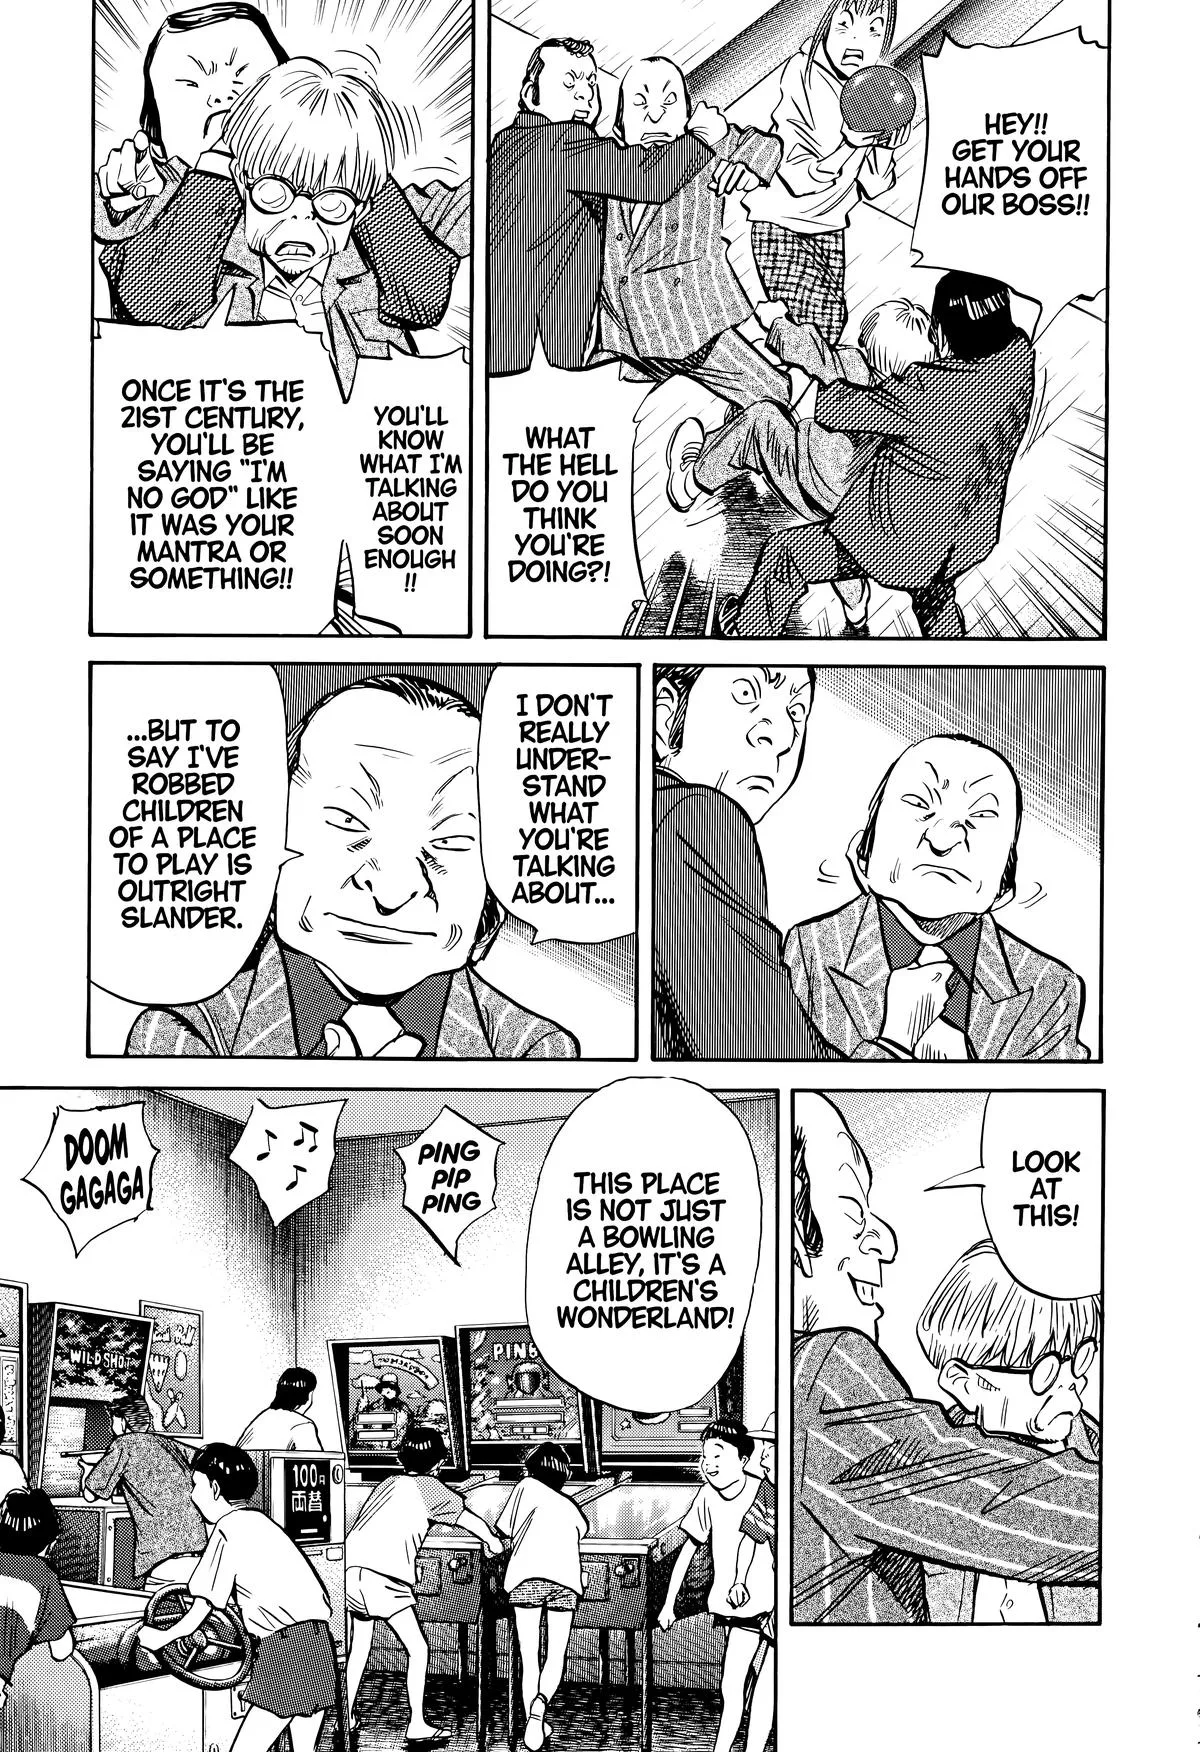 HEY!!
GET YOUR
HANDS OFF
OUR BOSS!!
WHAT
THE HELL
DO YOU
THINK
YOU'RE
DOING?!
YOU'LL
KNOW
WHAT I'M
TALKING
ABOUT
SOON
ENOUGH
!!
ONCE IT'S THE
21ST CENTURY,
YOU'LL BE
SAYING "I'M
NO GOD" LIKE
IT WAS YOUR
MANTRA OR
SOMETHING!!
I DON'T
REALLY
UNDER-
STAND
WHAT
YOU'RE
TALKING
ABOUT...
...BUT TO
SAY I'VE
ROBBED
CHILDREN
OF A PLACE
TO PLAY IS
OUTRIGHT
SLANDER.
LOOK
AT
THIS!
THIS PLACE
IS NOT JUST
A BOWLING
ALLEY, IT'S A
CHILDREN'S
WONDERLAND!
PING
PIP
PING
DOOM
GAGAGA
WILD SHOT
PING
100円
両替